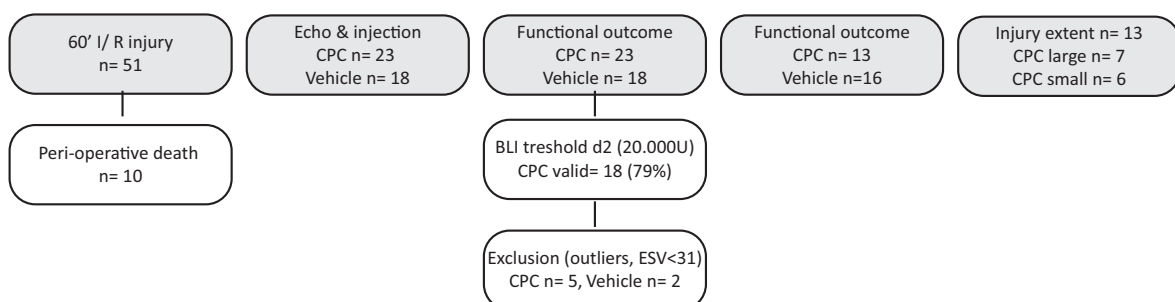 60’ I/ R injury
n= 51
Peri-operative death
n= 10
Echo & injection
CPC n= 23
Vehicle n= 18
Functional outcome
CPC n= 23
Vehicle n= 18
BLI treshold d2 (20.000U)
CPC valid= 18 (79%)
Exclusion (outliers, ESV<31)
CPC n= 5, Vehicle n= 2
Functional outcome
CPC n= 13
Vehicle n=16
Injury extent n= 13
CPC large n= 7
CPC small n= 6